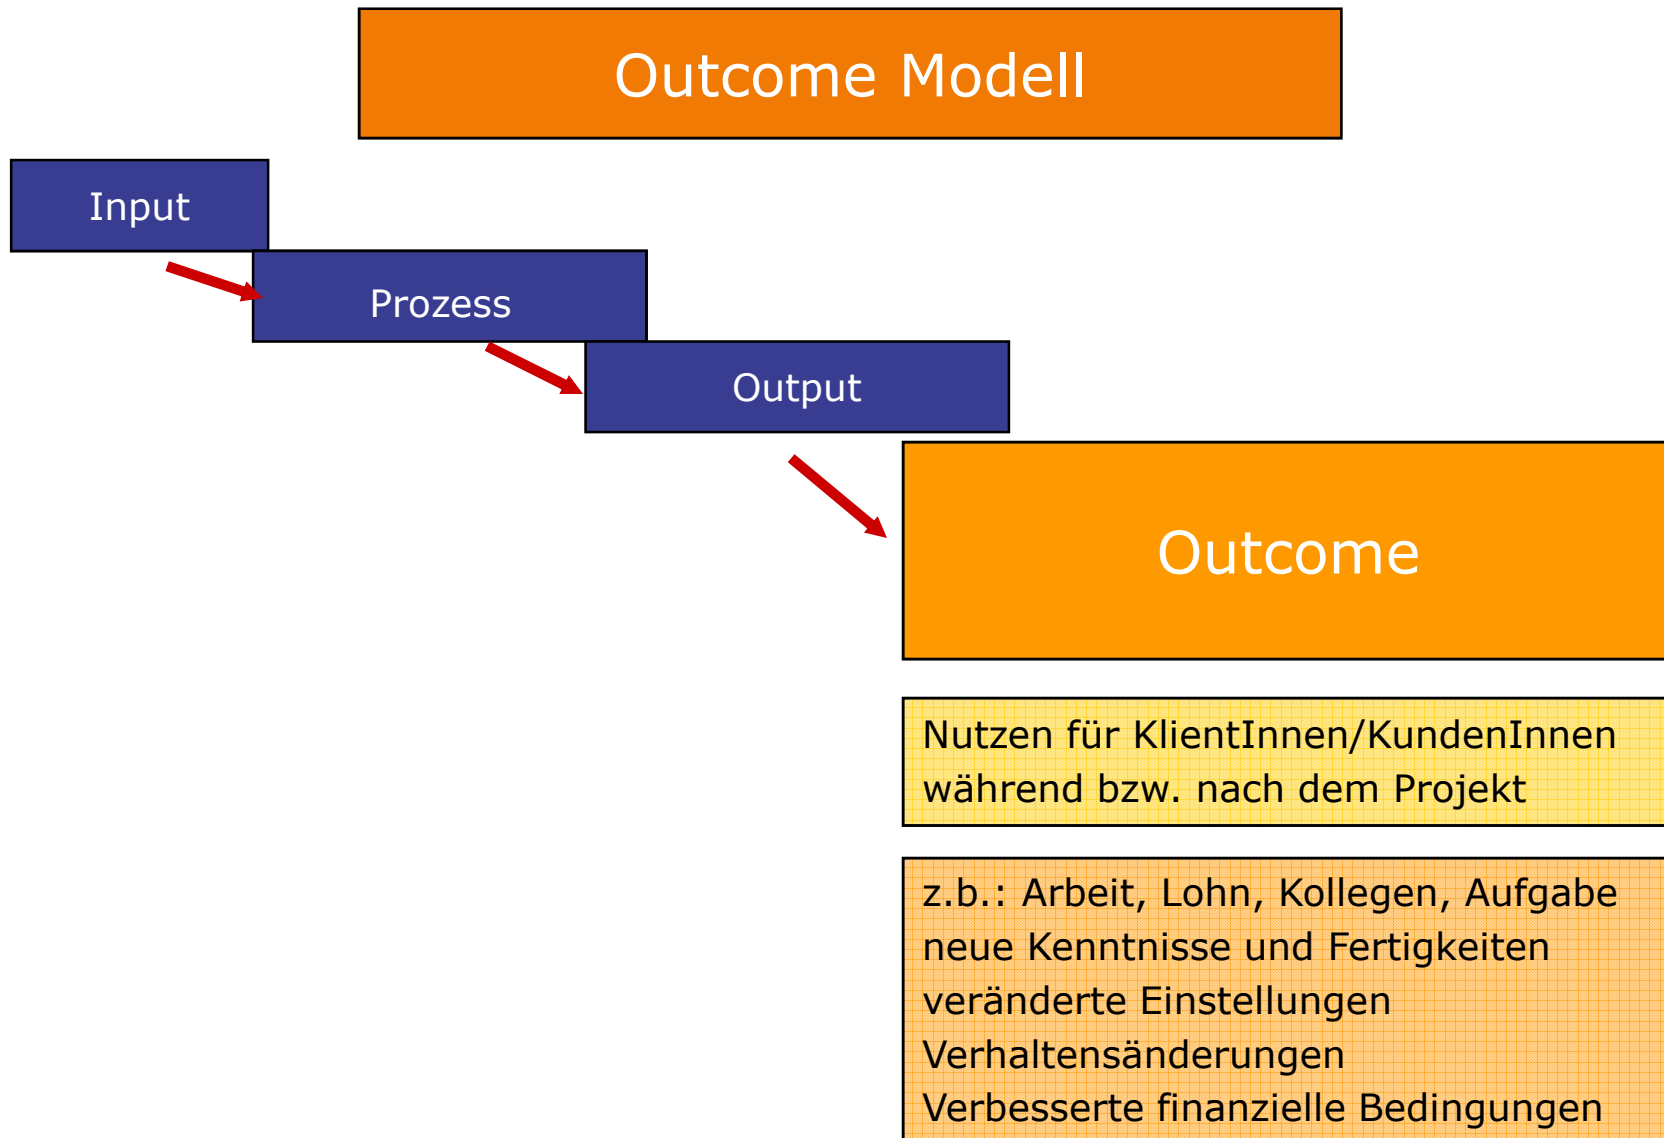 Outcome Modell
Input
Prozess
Output
Outcome
Nutzen für KlientInnen/KundenInnen
während bzw. nach dem Projekt
z.b.: Arbeit, Lohn, Kollegen, Aufgabe
neue Kenntnisse und Fertigkeiten
veränderte Einstellungen
Verhaltensänderungen
Verbesserte finanzielle Bedingungen